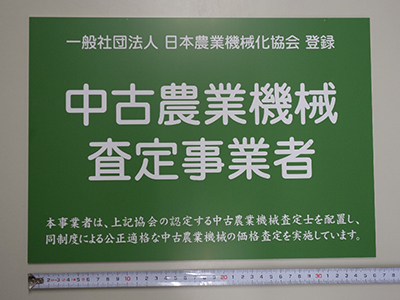 一般社団法人 日本農業機械化協会 登録
中古農業機械
査定事業者
本事業者は、上記協会の認定する中古農業機械査定士を配置し、
同制度による公正適格な中古農業機械の価格査定を実施しています。
10
20
30